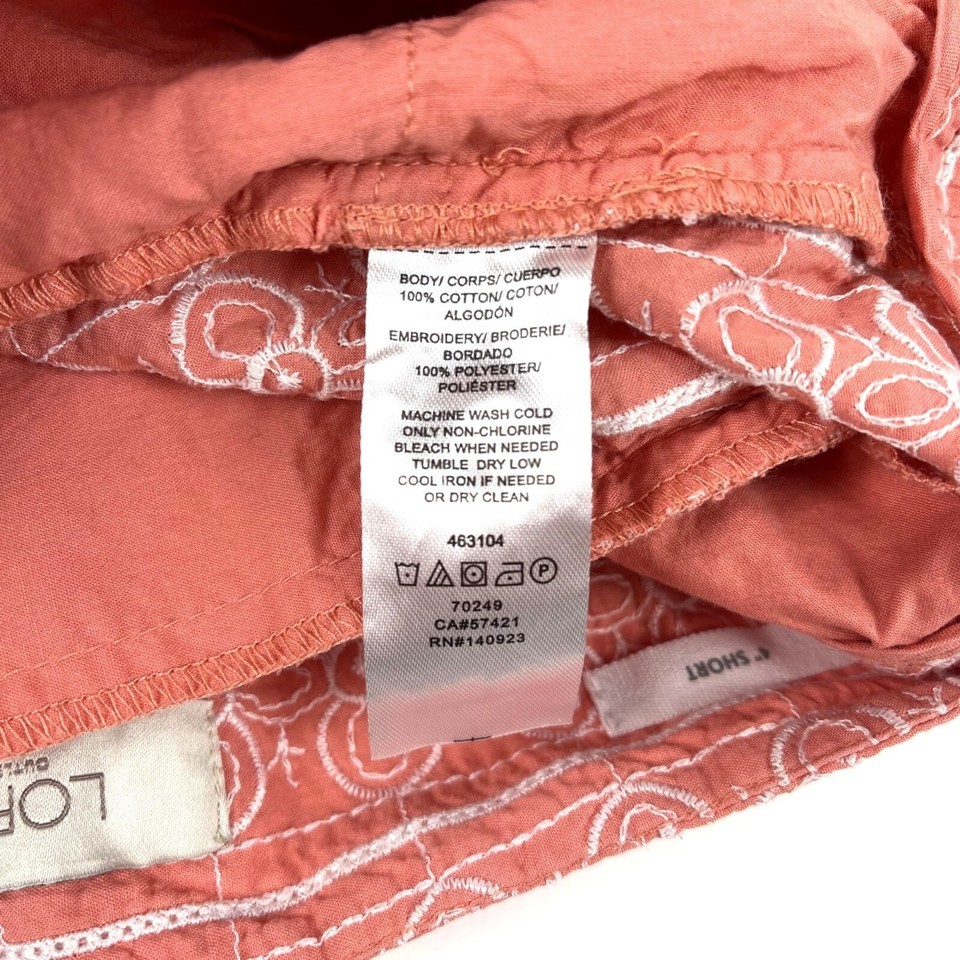 BODY/ CORPS/ CUERPO
100% COTTON/ COTON/
ALGODÓN
EMBROIDERY/ BRODERIE/
BORDADO
100% POLYESTER/
POLIÉSTER
MACHINE WASH COLD
ONLY NON-CHLORINE
BLEACH WHEN NEEDED
TUMBLE DRY LOW
COOL IRON IF NEEDED
OR DRY CLEAN
463104
P
70249
CA#57421
RN#140923
4" SHORT